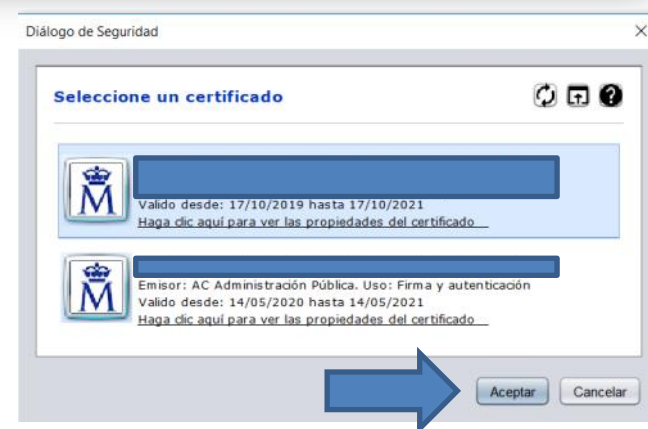 Diálogo de Seguridad
Seleccione un certificado
Valido desde: 17/10/2019 hasta 17/10/2021
Haga clic aquí para ver las propiedades del certificado
Emisor: AC Administración Pública. Uso: Firma y autenticación
Valido desde: 14/05/2020 hasta 14/05/2021
Haga clic aquí para ver las propiedades del certificado
Aceptar Cancelar